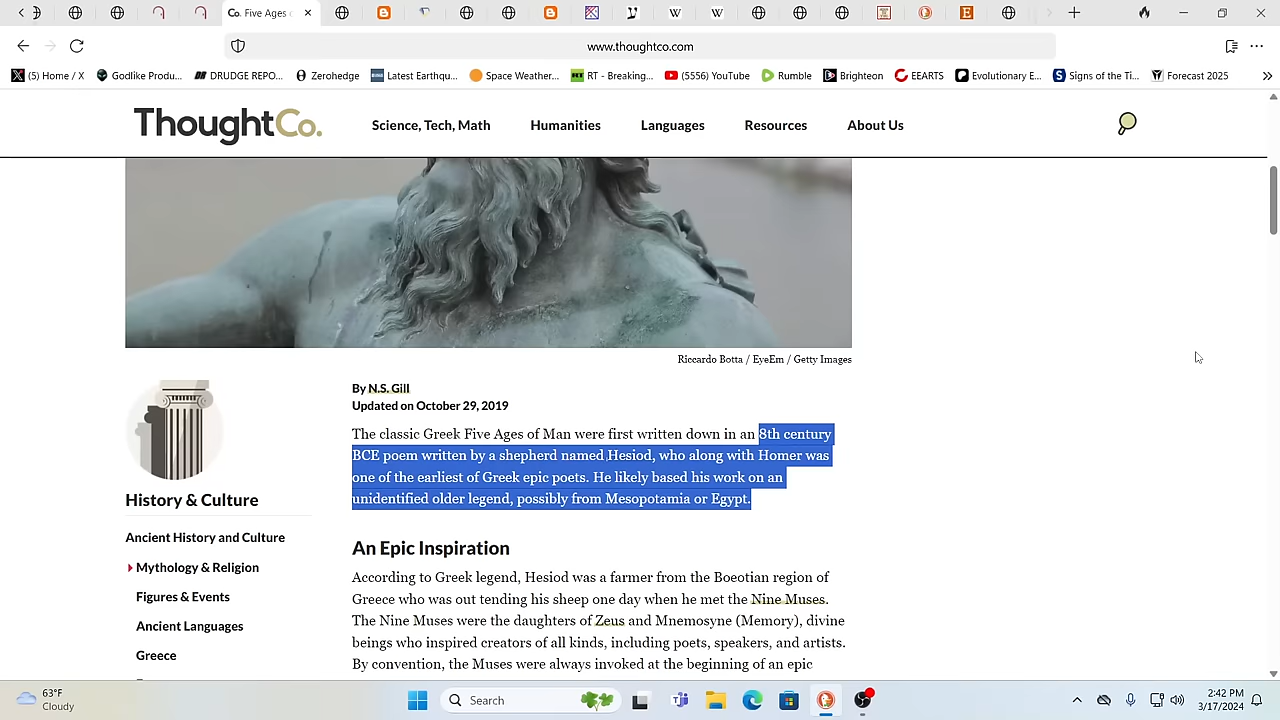 Co. Five Ages
www.thoughtco.com
(5) Home / X
Godlike Produ...
DRUDGE REPO...
Zerohedge
Latest Earthqu...
Space Weather...
RT - Breaking...
(5556) YouTube
Rumble
Brighteon
EEARTS
Evolutionary E...
Signs of the Ti...
Forecast 2025
ThoughtCo.
Science, Tech, Math
Humanities
Languages
Resources
About Us
Riccardo Botta / EyeEm / Getty Images
By N.S. Gill
Updated on October 29, 2019
The classic Greek Five Ages of Man were first written down in an 8th century
BCE poem written by a shepherd named Hesiod, who along with Homer was
one of the earliest of Greek epic poets. He likely based his work on an
unidentified older legend, possibly from Mesopotamia or Egypt.
History & Culture
Ancient History and Culture
Mythology & Religion
Figures & Events
Ancient Languages
Greece
An Epic Inspiration
According to Greek legend, Hesiod was a farmer from the Boeotian region of
Greece who was out tending his sheep one day when he met the Nine Muses.
The Nine Muses were the daughters of Zeus and Mnemosyne (Memory), divine
beings who inspired creators of all kinds, including poets, speakers, and artists.
By convention, the Muses were always invoked at the beginning of an epic
63°F
Cloudy
Search
2:42 PM
3/17/2024